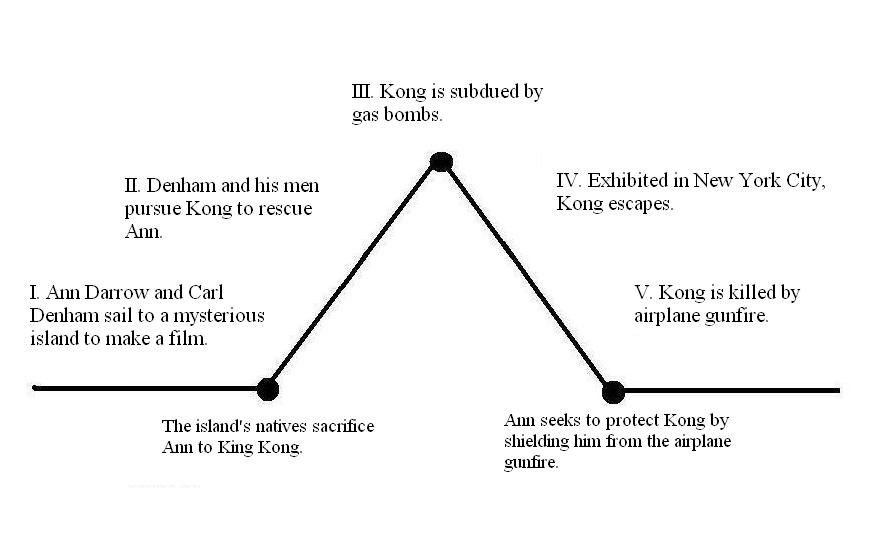 III. Kong is subdued by
gas bombs.
II. Denham and his men
pursue Kong to rescue
Ann.
IV. Exhibited in New York City,
Kong escapes.
I. Ann Darrow and Carl
Denham sail to a mysterious
island to make a film.
V. Kong is killed by
airplane gunfire.
The island's natives sacrifice
Ann to King Kong.
Ann seeks to protect Kong by
shielding him from the airplane
gunfire.